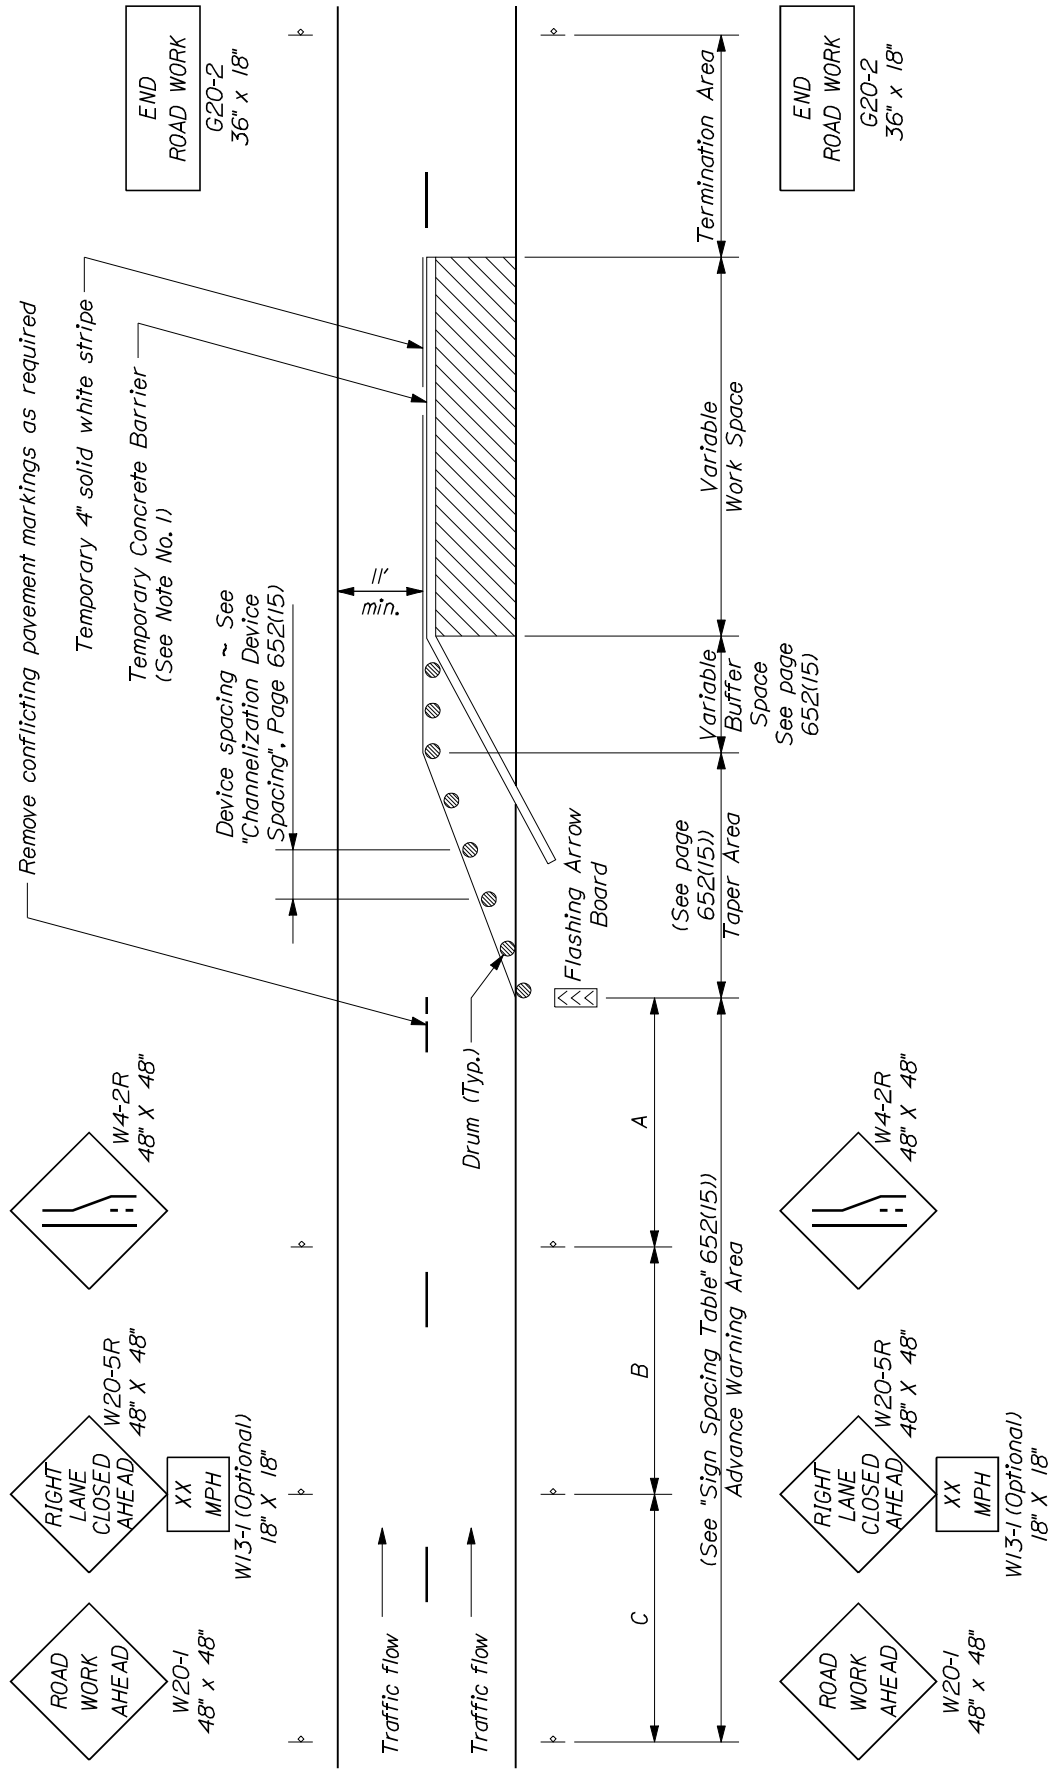 Remove conflicting pavement markings as required
Temporary 4" solid white stripe
Temporary Concrete Barrier
(See Note No. 1)
Device spacing ~ See
"Channelization Device
Spacing", Page 652(15)
ROAD
WORK
AHEAD
W20-1
48" x 48"
RIGHT
LANE
CLOSED
AHEAD
W20-5R
48" X 48"
XX
MPH
W13-1 (Optional)
18" X 18"
W4-2R
48" X 48"
END
ROAD WORK
G20-2
36" x 18"
11'
min.
Traffic flow
Traffic flow
Drum (Typ.)
Flashing Arrow
Board
C
B
A
(See "Sign Spacing Table" 652(15))
Advance Warning Area
(See page
652(15))
Taper Area
Variable
Buffer
Space
See page
652(15)
Variable
Work Space
Termination Area
ROAD
WORK
AHEAD
W20-1
48" x 48"
RIGHT
LANE
CLOSED
AHEAD
W20-5R
48" X 48"
XX
MPH
W13-1 (Optional)
18" X 18"
W4-2R
48" X 48"
END
ROAD WORK
G20-2
36" x 18"